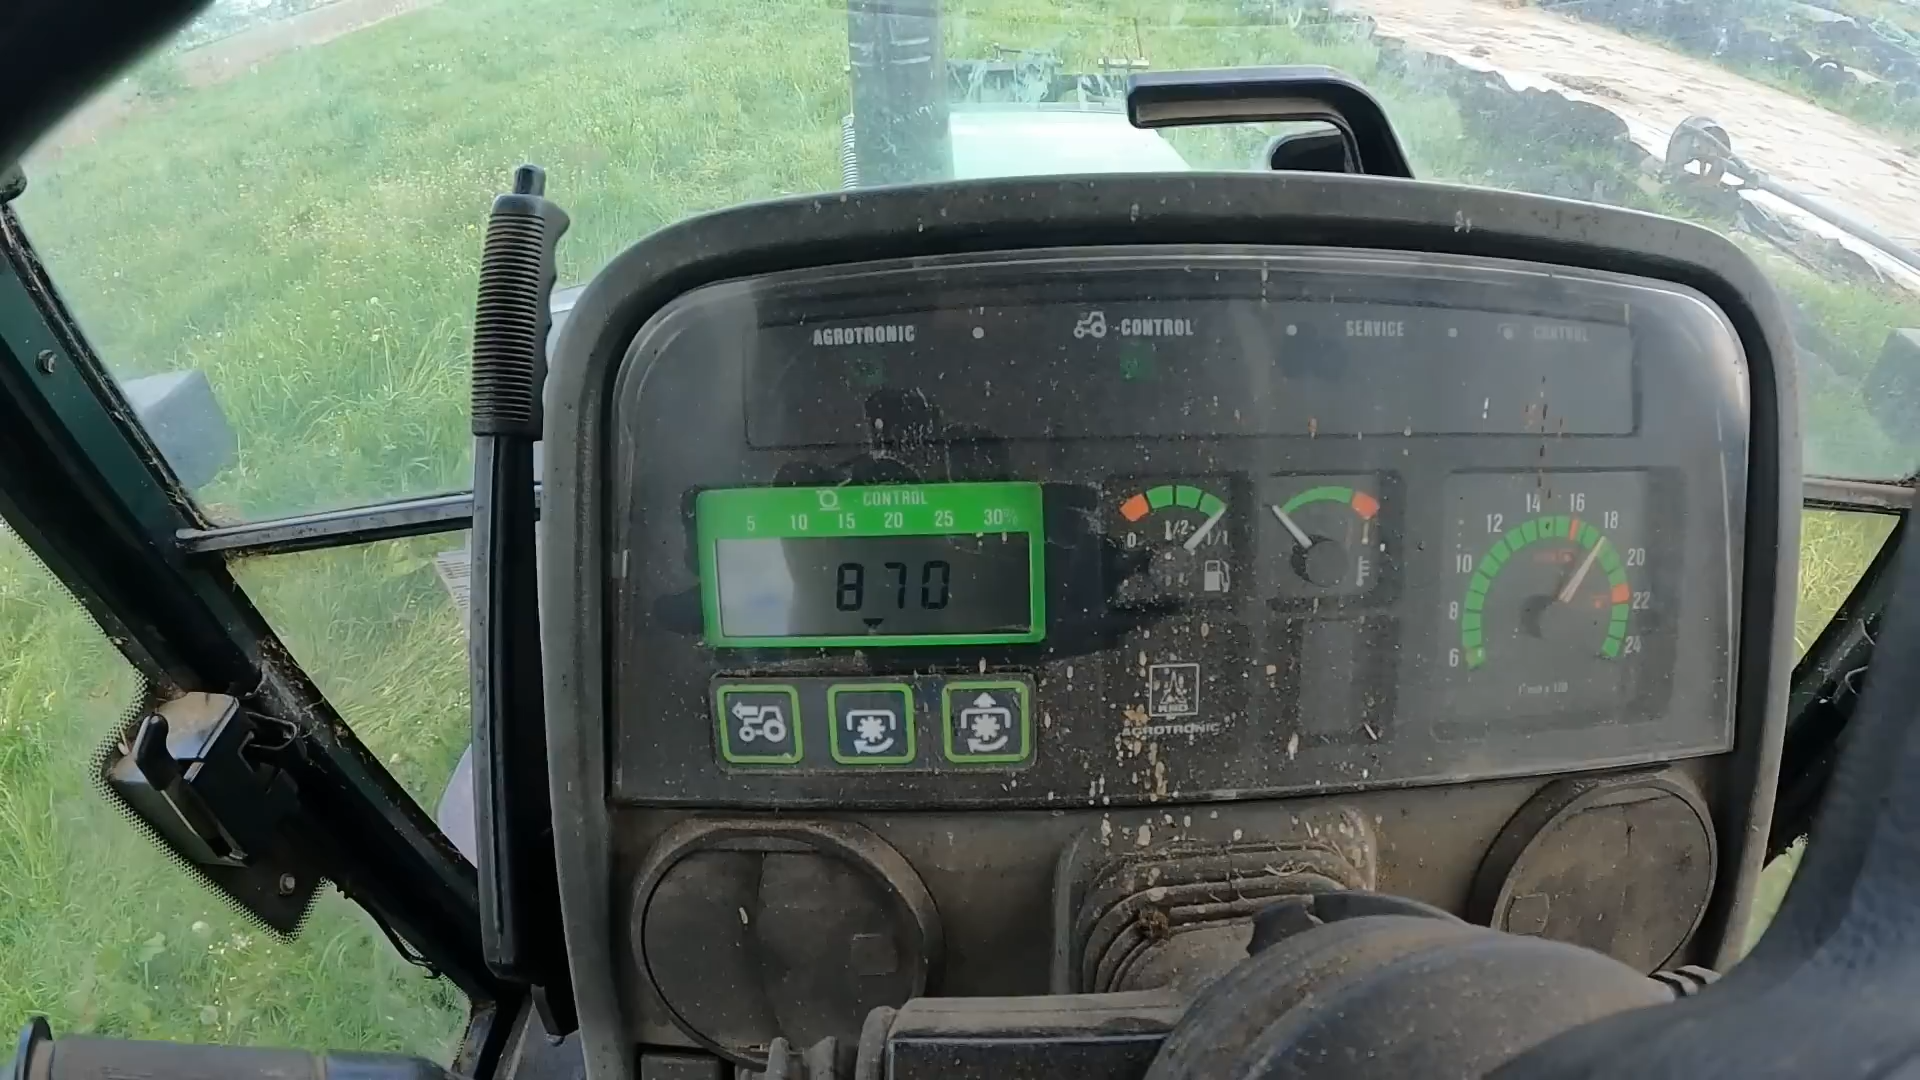 AGROTRONIC -CONTROL SERVICE CONTROL
-CONTROL
5 10 15 20 25 30%
870
0 1/2 1/1
6 8 10 12 14 16 18 20 22 24
AGROTRONIC